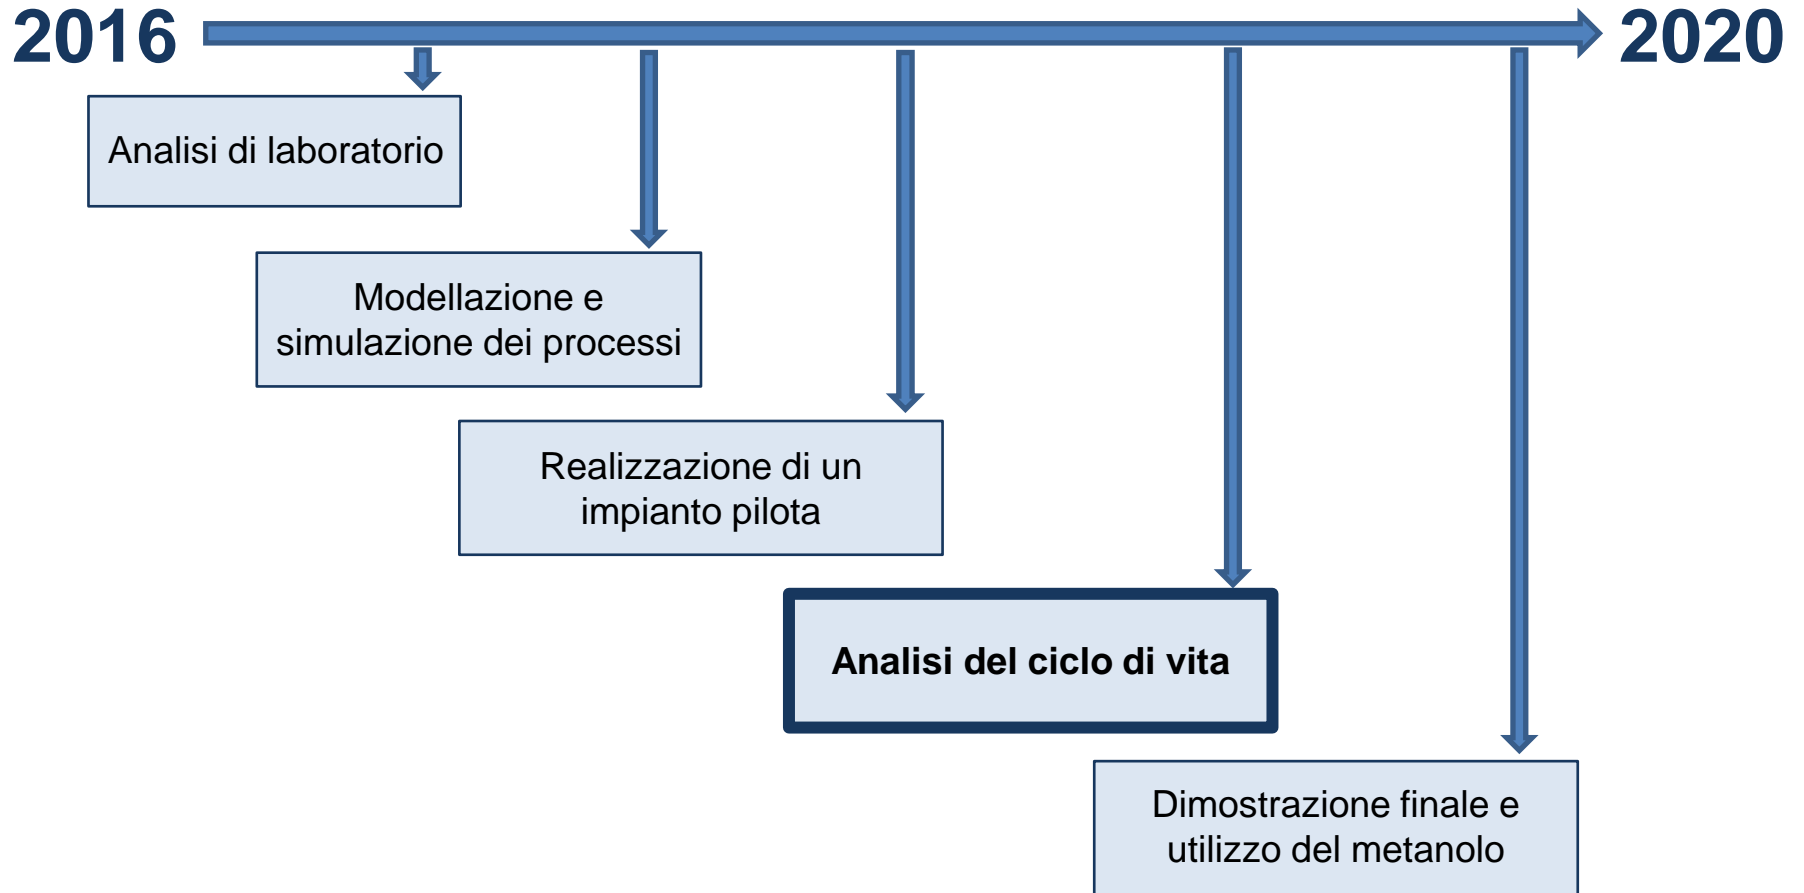 2016
2020
Analisi di laboratorio
Modellazione e
simulazione dei processi
Realizzazione di un
impianto pilota
Analisi del ciclo di vita
Dimostrazione finale e
utilizzo del metanolo